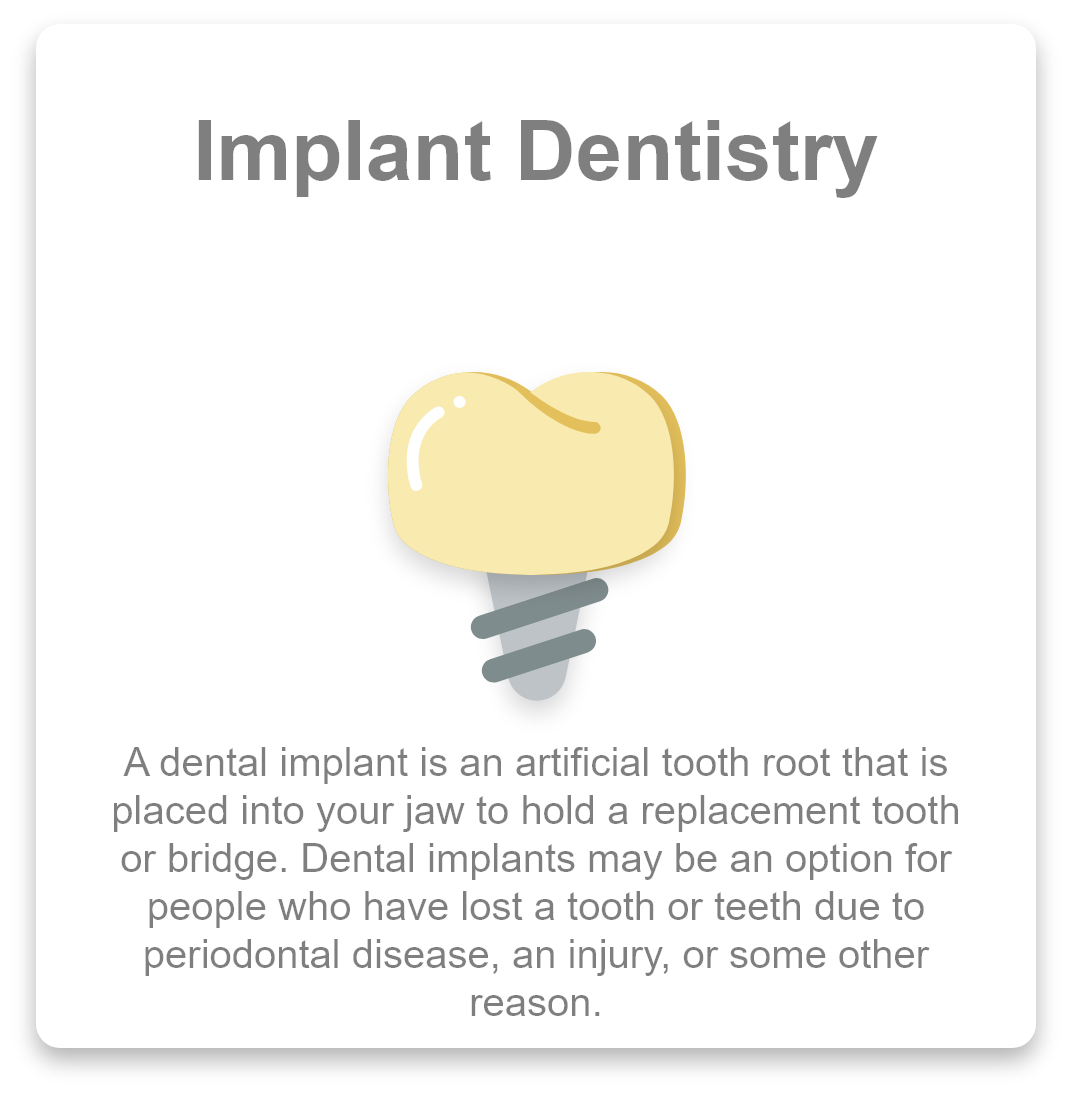 Implant Dentistry
A dental implant is an artificial tooth root that is
placed into your jaw to hold a replacement tooth
or bridge. Dental implants may be an option for
people who have lost a tooth or teeth due to
periodontal disease, an injury, or some other
reason.